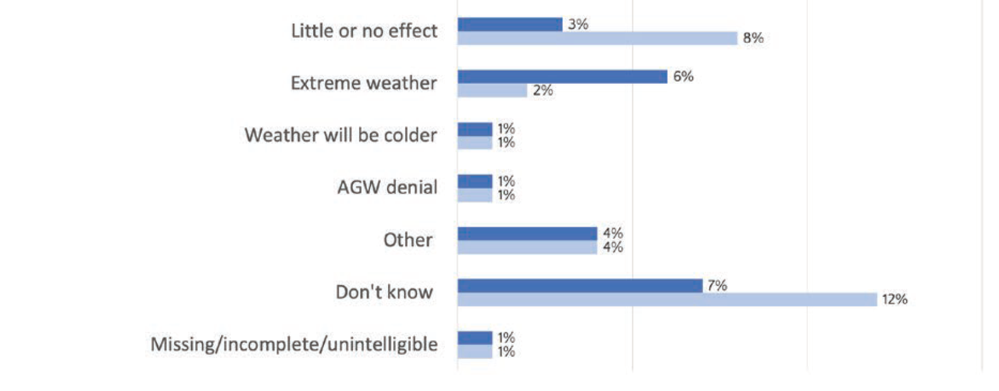 Little or no effect
3%
8%
Extreme weather
6%
2%
Weather will be colder
1%
1%
AGW denial
1%
1%
Other
4%
4%
Don't know
7%
12%
Missing/incomplete/unintelligible
1%
1%